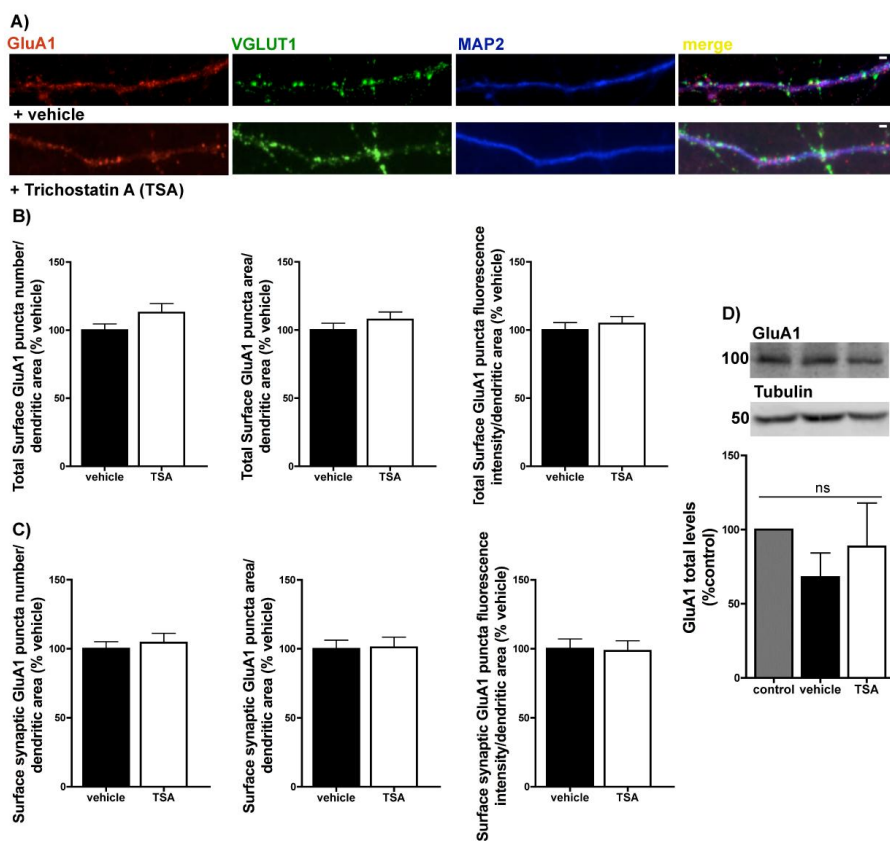 A)
GluA1 VGLUT1 MAP2 merge
+ vehicle
+ Trichostatin A (TSA)
B)
Total Surface GluA1 puncta number/
dendritic area (% vehicle)
150
100
50
0
vehicle TSA
Total Surface GluA1 puncta area/
dendritic area (% vehicle)
150
100
50
0
vehicle TSA
Total Surface GluA1 puncta fluorescence
intensity/dendritic area (% vehicle)
150
100
50
0
vehicle TSA
C)
Surface synaptic GluA1 puncta number/
dendritic area (% vehicle)
150
100
50
0
vehicle TSA
Surface synaptic GluA1 puncta area/
dendritic area (% vehicle)
150
100
50
0
vehicle TSA
Surface synaptic GluA1 puncta fluorescence
intensity/dendritic area (% vehicle)
150
100
50
0
vehicle TSA
D)
GluA1
100
Tubulin
50
GluA1 total levels
(%control)
150
100
50
0
ns
control vehicle TSA